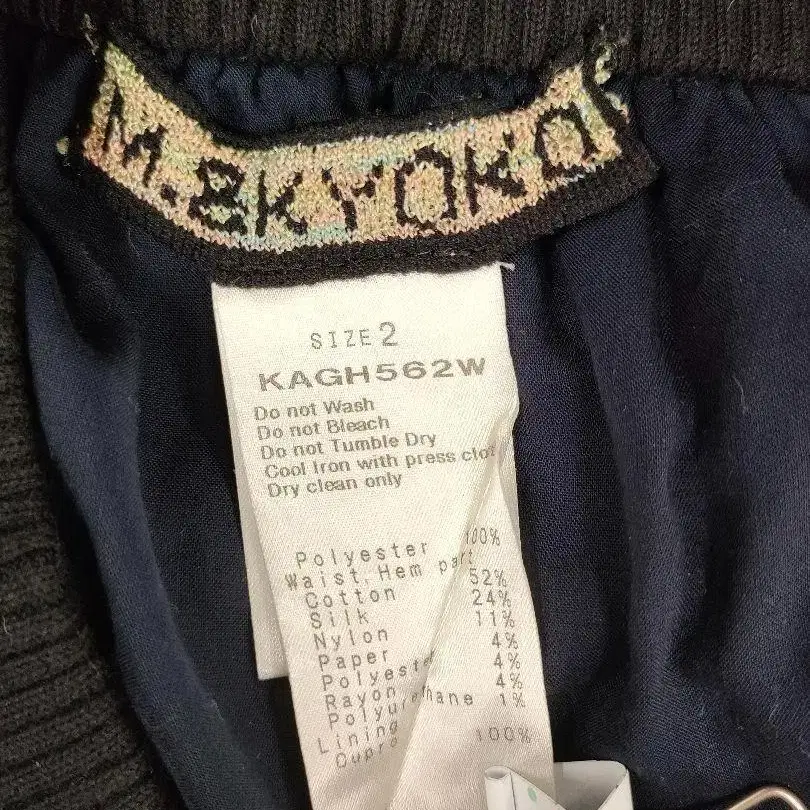 M.&KYOKO
SIZE 2
KAGH562W
Do not Wash
Do not Bleach
Do not Tumble Dry
Cool Iron with press clot
Dry clean only
Polyester 100%
Waist.Hem part
Cotton 52%
Silk 24%
Nylon 11%
Paper 4%
Polyester 4%
Rayon 4%
Polyurethane 1%
Lining
Cupro 100%